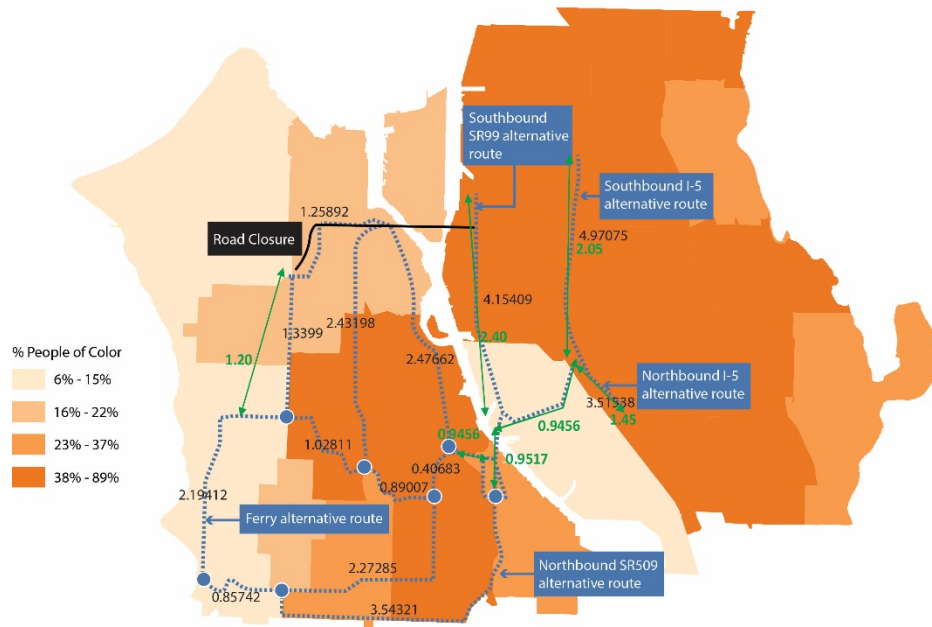 Southbound
SR99 alternative
route
Southbound I-5
alternative route
1.25892
Road Closure
4.97075
2.05
4.15409
1.3399
2.43198
2.40
1.20
2.47662
% People of Color
6% - 15%
16% - 22%
23% - 37%
38% - 89%
Northbound I-5
alternative route
3.51538
1.45
0.9456
0.9456
1.02811
0.9517
0.40683
0.89007
2.19412
Ferry alternative route
Northbound SR509
alternative route
2.27285
0.85742
3.54321